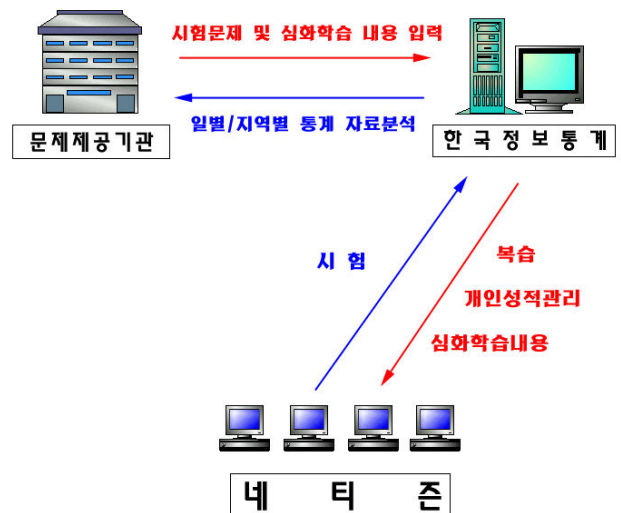 시험문제 및 심화학습 내용 입력
일별/지역별 통계 자료분석
문제제공기관
한국정보통계
시 험
복습
개인성적관리
심화학습내용
네 티 즌